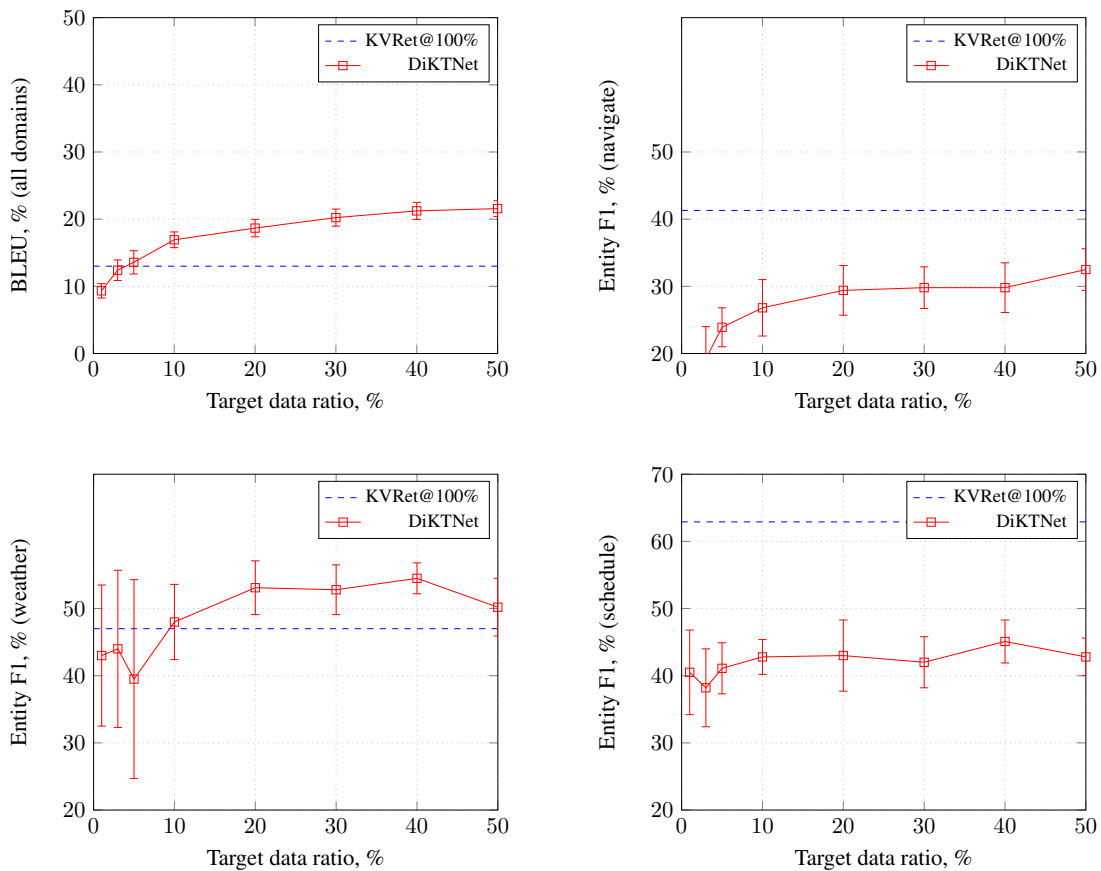 BLEU, % (all domains)
50
40
30
20
10
0
0 10 20 30 40 50
Target data ratio, %
KVRet@100%
DiKTNet
Entity F1, % (navigate)
50
40
30
20
0 10 20 30 40 50
Target data ratio, %
KVRet@100%
DiKTNet
Entity F1, % (weather)
50
40
30
20
0 10 20 30 40 50
Target data ratio, %
KVRet@100%
DiKTNet
Entity F1, % (schedule)
70
60
50
40
30
20
0 10 20 30 40 50
Target data ratio, %
KVRet@100%
DiKTNet